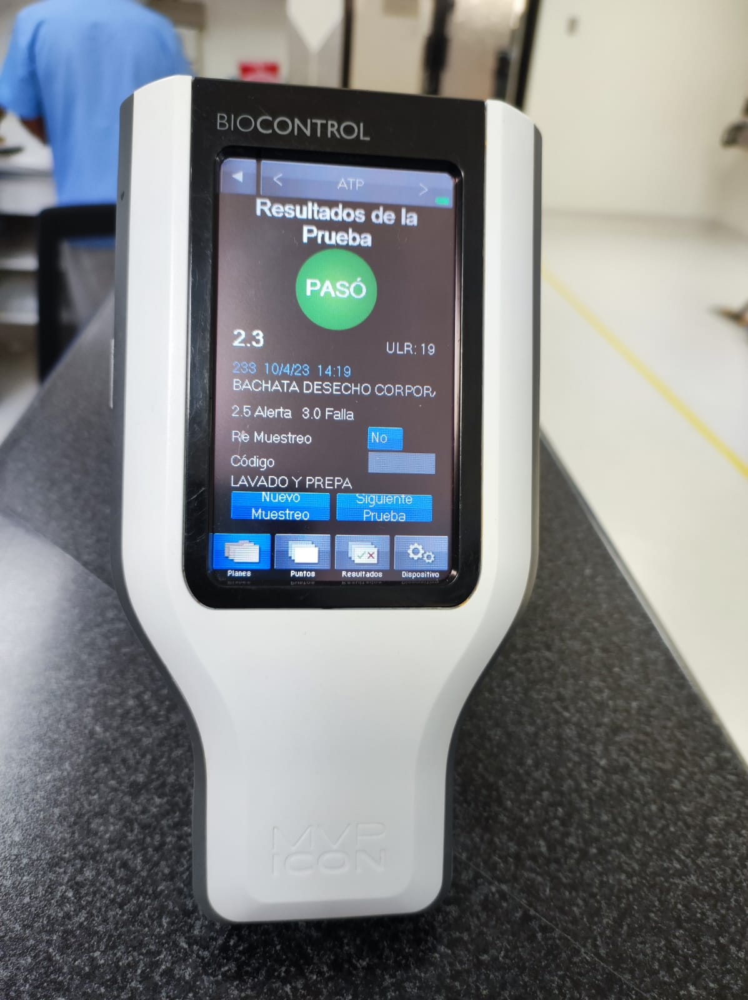 BIOCONTROL
ATP
Resultados de la
Prueba
PASÓ
2.3
ULR: 19
233 10/4/23 14:19
BACHATA DESECHO CORPOR
2.5 Alerta 3.0 Falla
Re Muestreo No
Código
LAVADO Y PREPA
Nuevo
Muestreo
Siguiente
Prueba
Planes Puntos Resultados Dispositivo
MVP
ICON